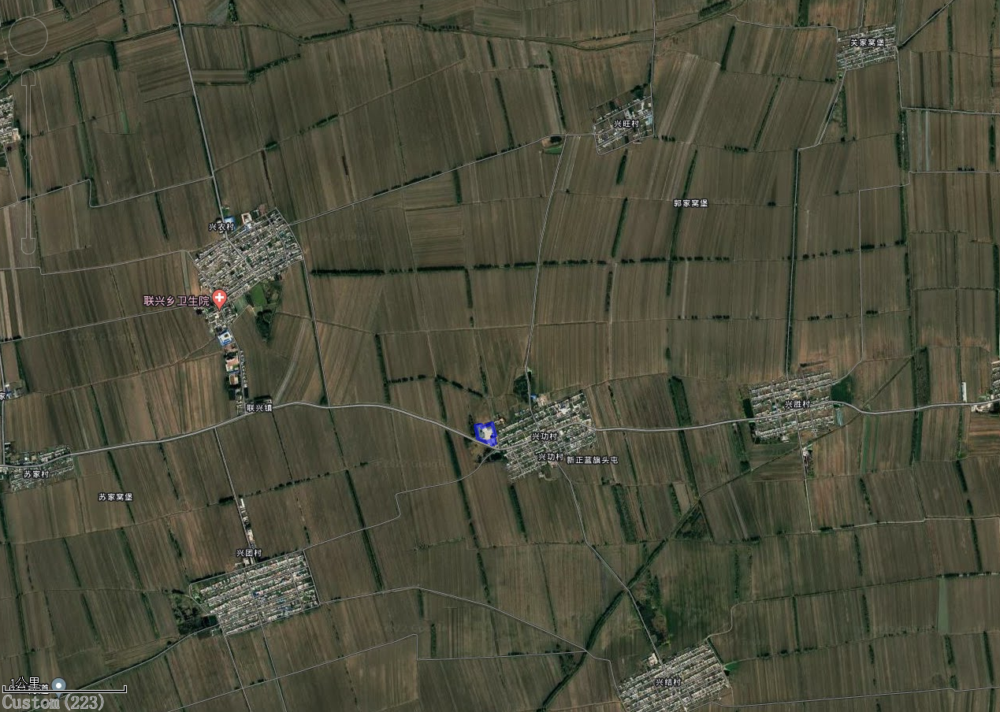 关家窝堡
兴旺村
郭家窝堡
兴农村
联兴乡卫生院
联兴镇
兴胜村
兴功村
兴功村
新正蓝旗头屯
苏家村
苏家窝堡
兴团村
兴结村
1公里
Custom(223)